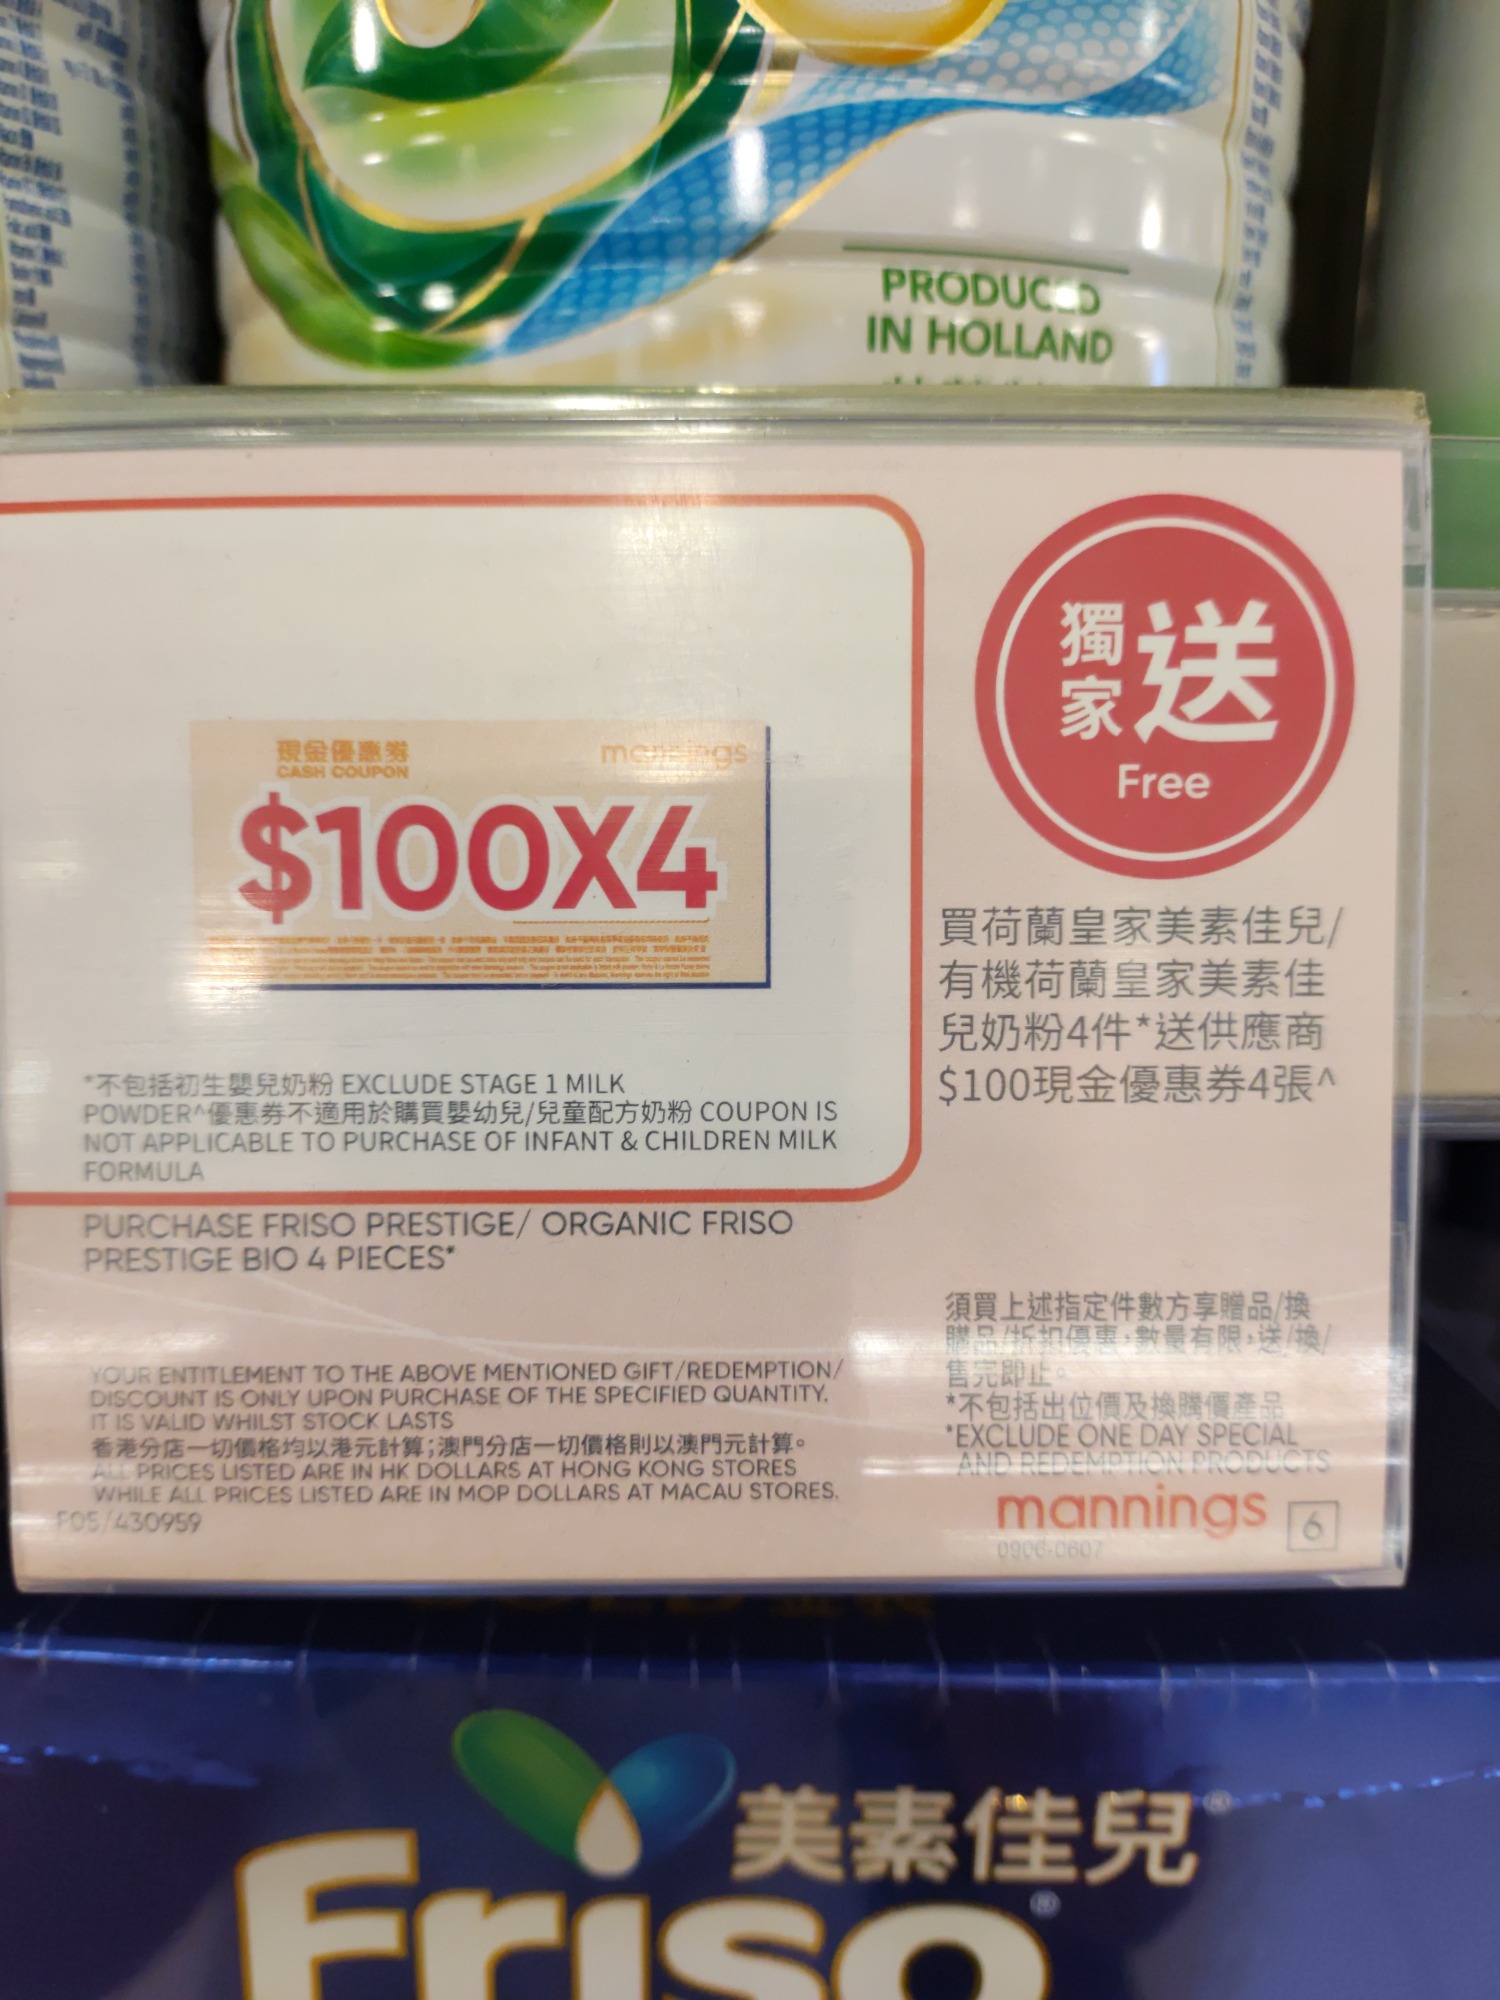 PRODUCED
IN HOLLAND
獨家
送
Free
現金優惠券
CASH COUPON
mannings
$100X4
買荷蘭皇家美素佳兒/
有機荷蘭皇家美素佳
兒奶粉4件*送供應商
$100現金優惠券4張^
*不包括初生嬰兒奶粉 EXCLUDE STAGE 1 MILK
POWDER^優惠券不適用於購買嬰幼兒/兒童配方奶粉 COUPON IS
NOT APPLICABLE TO PURCHASE OF INFANT & CHILDREN MILK
FORMULA
PURCHASE FRISO PRESTIGE/ ORGANIC FRISO
PRESTIGE BIO 4 PIECES*
YOUR ENTITLEMENT TO THE ABOVE MENTIONED GIFT/REDEMPTION/
DISCOUNT IS ONLY UPON PURCHASE OF THE SPECIFIED QUANTITY.
IT IS VALID WHILST STOCK LASTS
香港分店一切價格均以港元計算;澳門分店一切價格則以澳門元計算。
ALL PRICES LISTED ARE IN HK DOLLARS AT HONG KONG STORES
WHILE ALL PRICES LISTED ARE IN MOP DOLLARS AT MACAU STORES.
F05/430959
須買上述指定件數方享贈品/換
購品/折扣優惠,數量有限,送/換/
售完即止。
*不包括出位價及換購價產品
*EXCLUDE ONE DAY SPECIAL
AND REDEMPTION PRODUCTS
mannings 6
0906-0607
美素佳兒®
Friso®